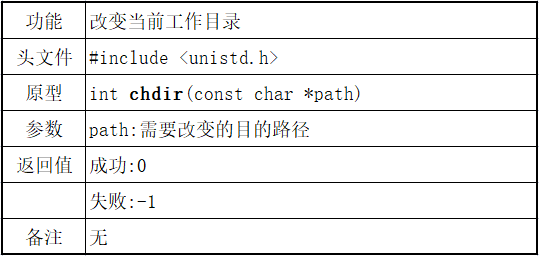 功能 改变当前工作目录
头文件 #include <unistd.h>
原型 int chdir(const char *path)
参数 path:需要改变的目的路径
返回值 成功:0
失败:-1
备注 无